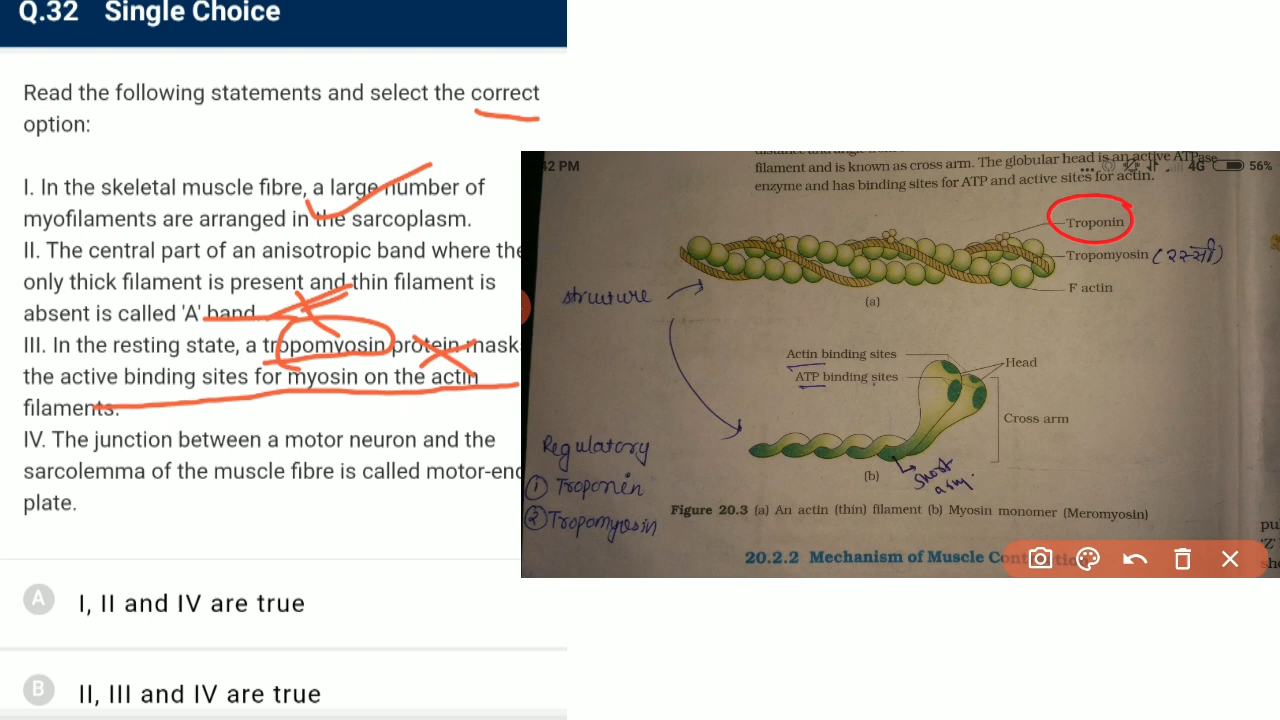 Q.32 Single Choice
Read the following statements and select the correct
option:
I. In the skeletal muscle fibre, a large number of
myofilaments are arranged in the sarcoplasm.
II. The central part of an anisotropic band where the
only thick filament is present and thin filament is
absent is called 'A' band.
III. In the resting state, a tropomyosin protein mask
the active binding sites for myosin on the actin
filaments.
IV. The junction between a motor neuron and the
sarcolemma of the muscle fibre is called motor-end
plate.
A I, II and IV are true
B II, III and IV are true
42 PM
4G 56%
filament and is known as cross arm. The globular head is an active ATPase
enzyme and has binding sites for ATP and active sites for actin.
Troponin
Tropomyosin (रस्सी)
F actin
(a)
structure
Actin binding sites
ATP binding sites
Head
Cross arm
(b)
Short
arm
Regulatory
① Troponin
② Tropomyosin
Figure 20.3 (a) An actin (thin) filament (b) Myosin monomer (Meromyosin)
20.2.2 Mechanism of Muscle Cont
pu
'Z'
sh